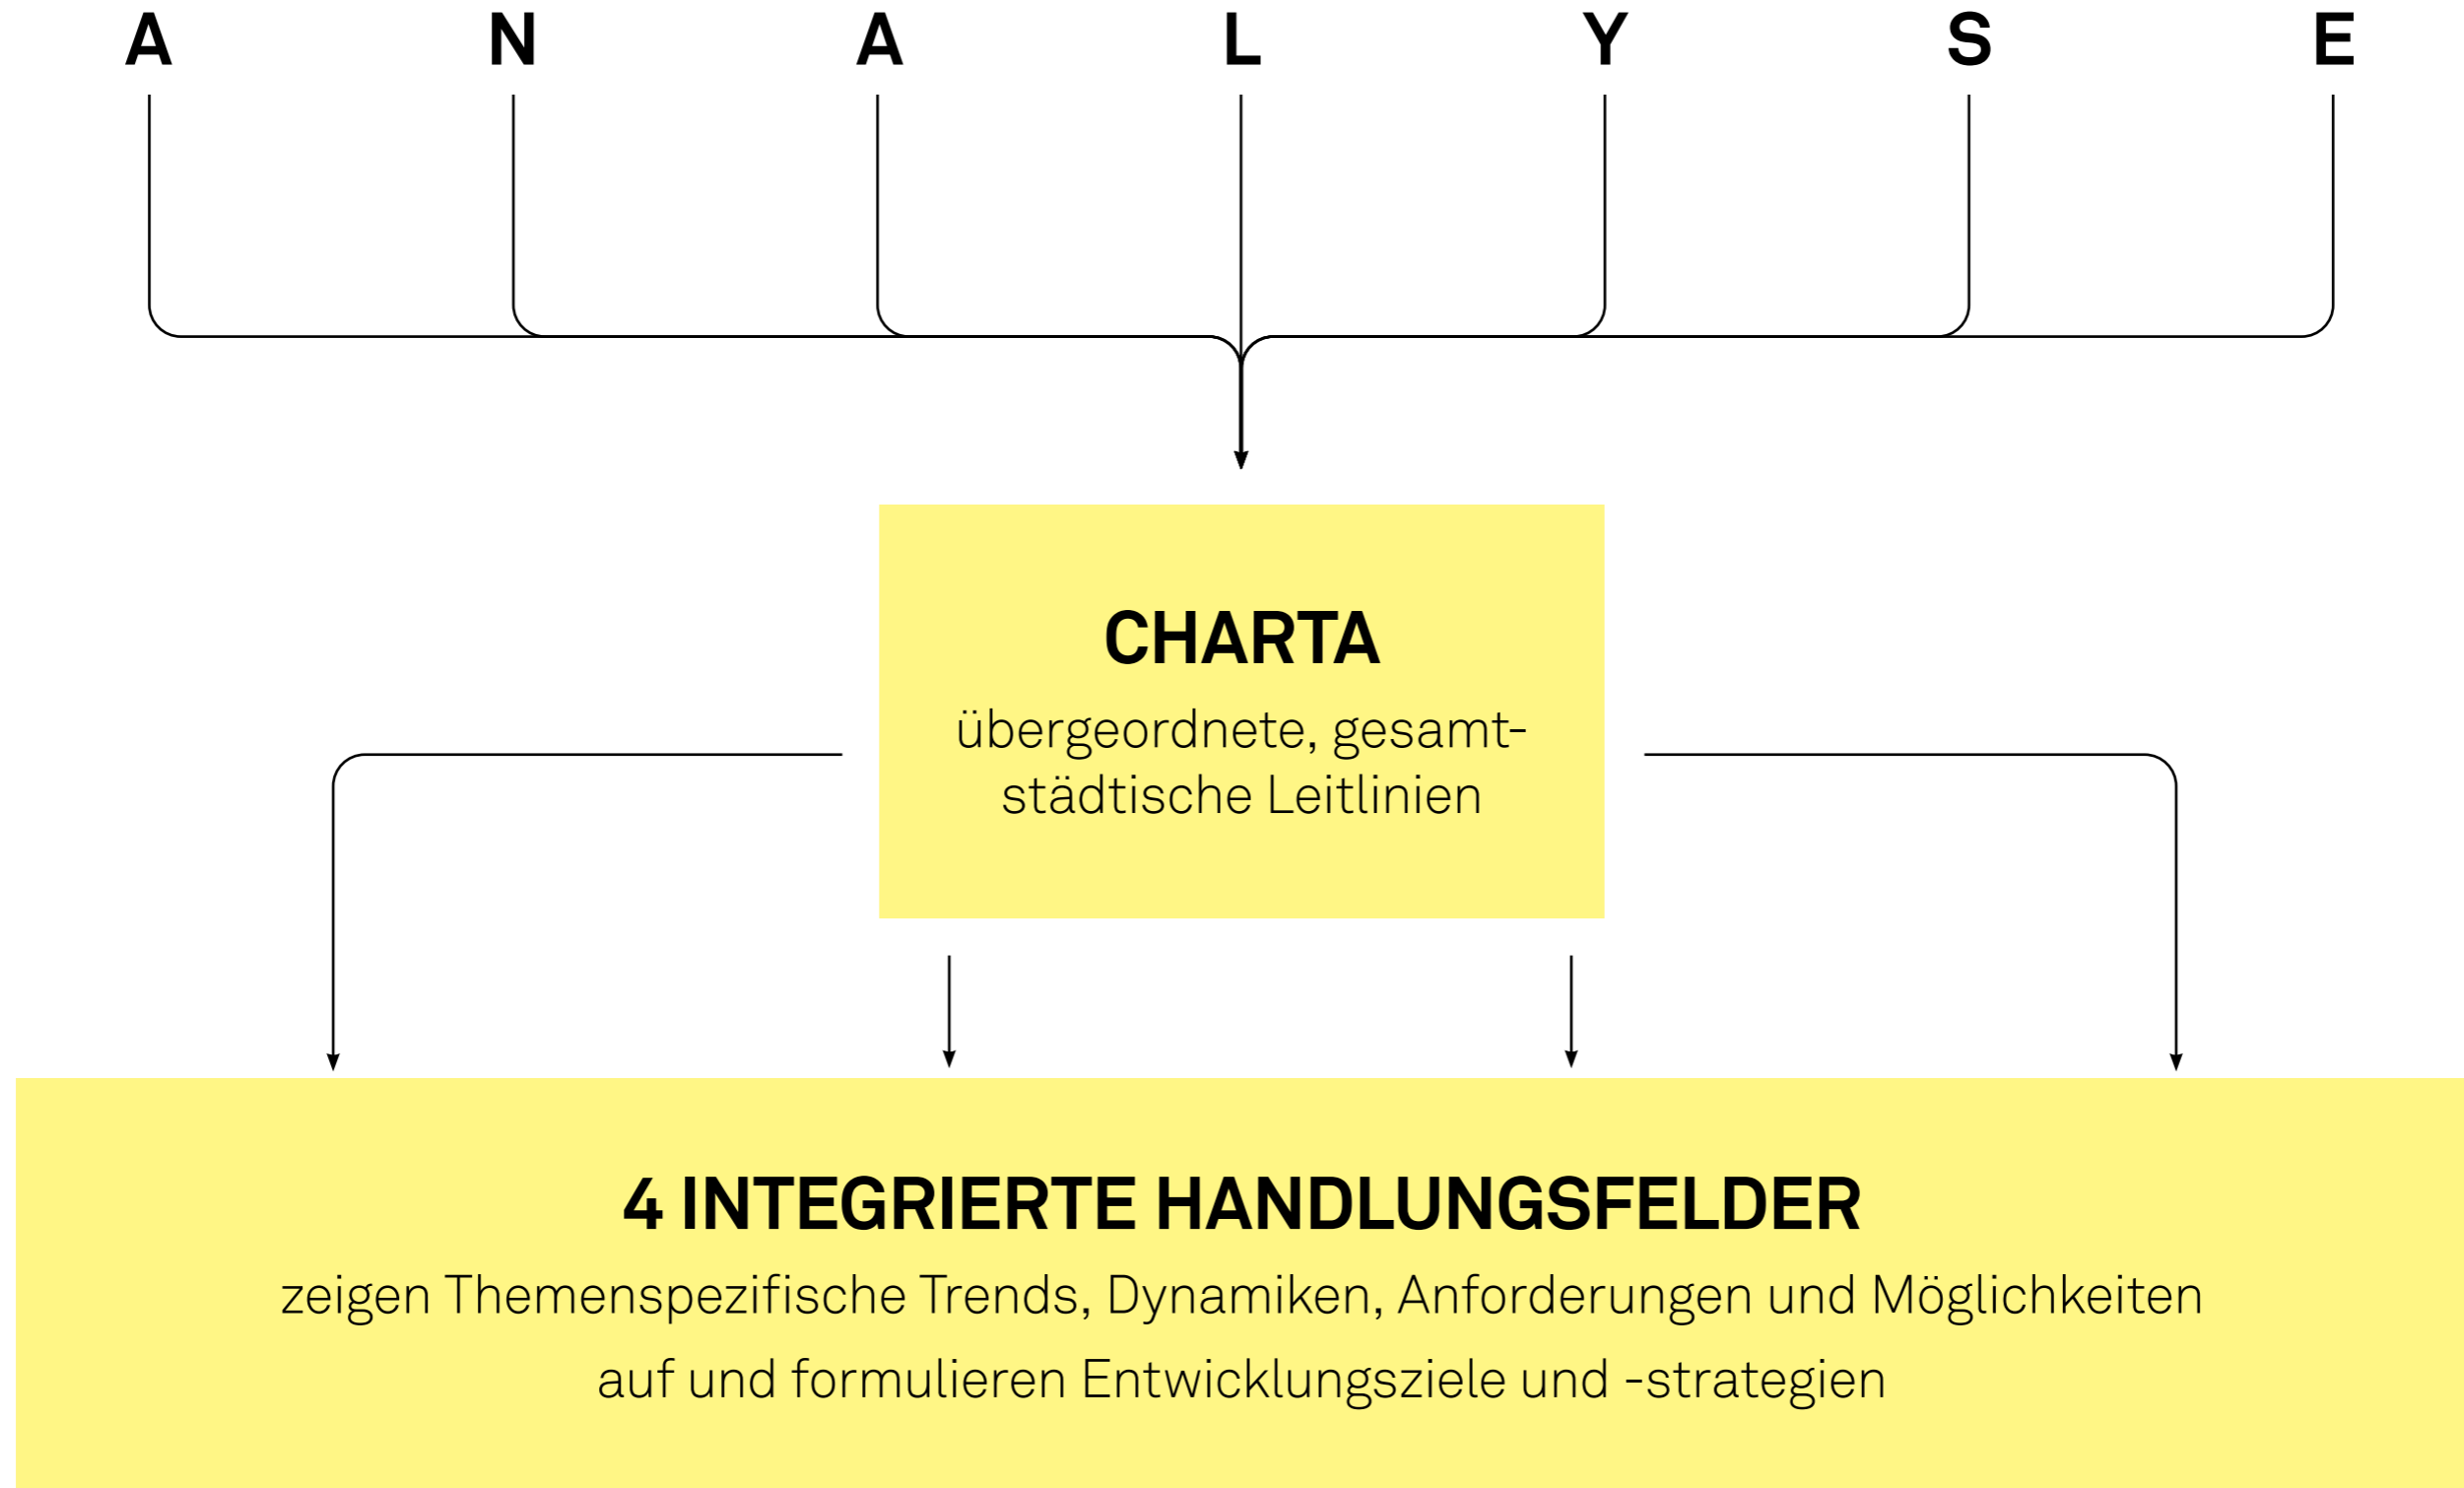 A N A L Y S E
CHARTA
übergeordnete, gesamt-
städtische Leitlinien
4 INTEGRIERTE HANDLUNGSFELDER
zeigen Themenspezifische Trends, Dynamiken, Anforderungen und Möglichkeiten
auf und formulieren Entwicklungsziele und -strategien